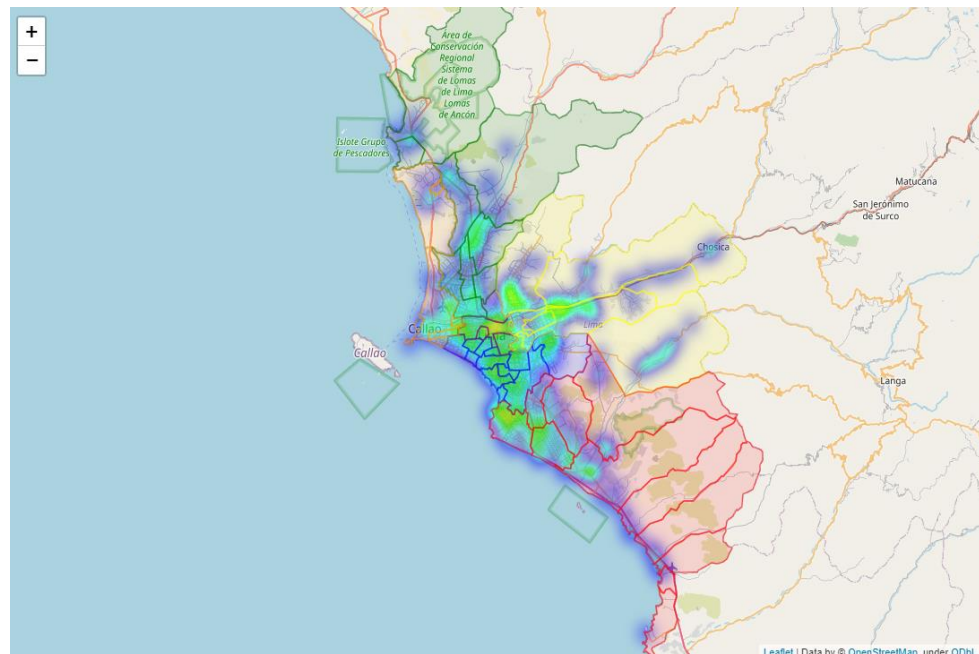 +
−
Área de
Conservación
Regional
Sistema
de Lomas
de Lima
Lomas
de Ancón
Islote Grupo
de Pescadores
Matucana
San Jerónimo
de Surco
Chosica
Lima
Callao
Callao
Langa
Leaflet | Data by © OpenStreetMap, under ODbL